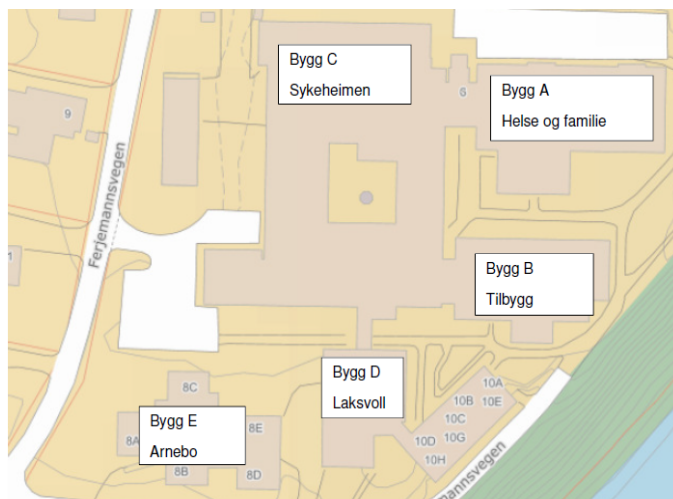 Bygg C
Sykeheimen
Bygg A
Helse og familie
6
9
Ferjemannsvegen
1
Bygg B
Tilbygg
Bygg D
Laksvoll
10A
10B
10E
10C
10D
10G
10H
mannsvegen
8C
Bygg E
Arnebo
8A
8E
8B
8D